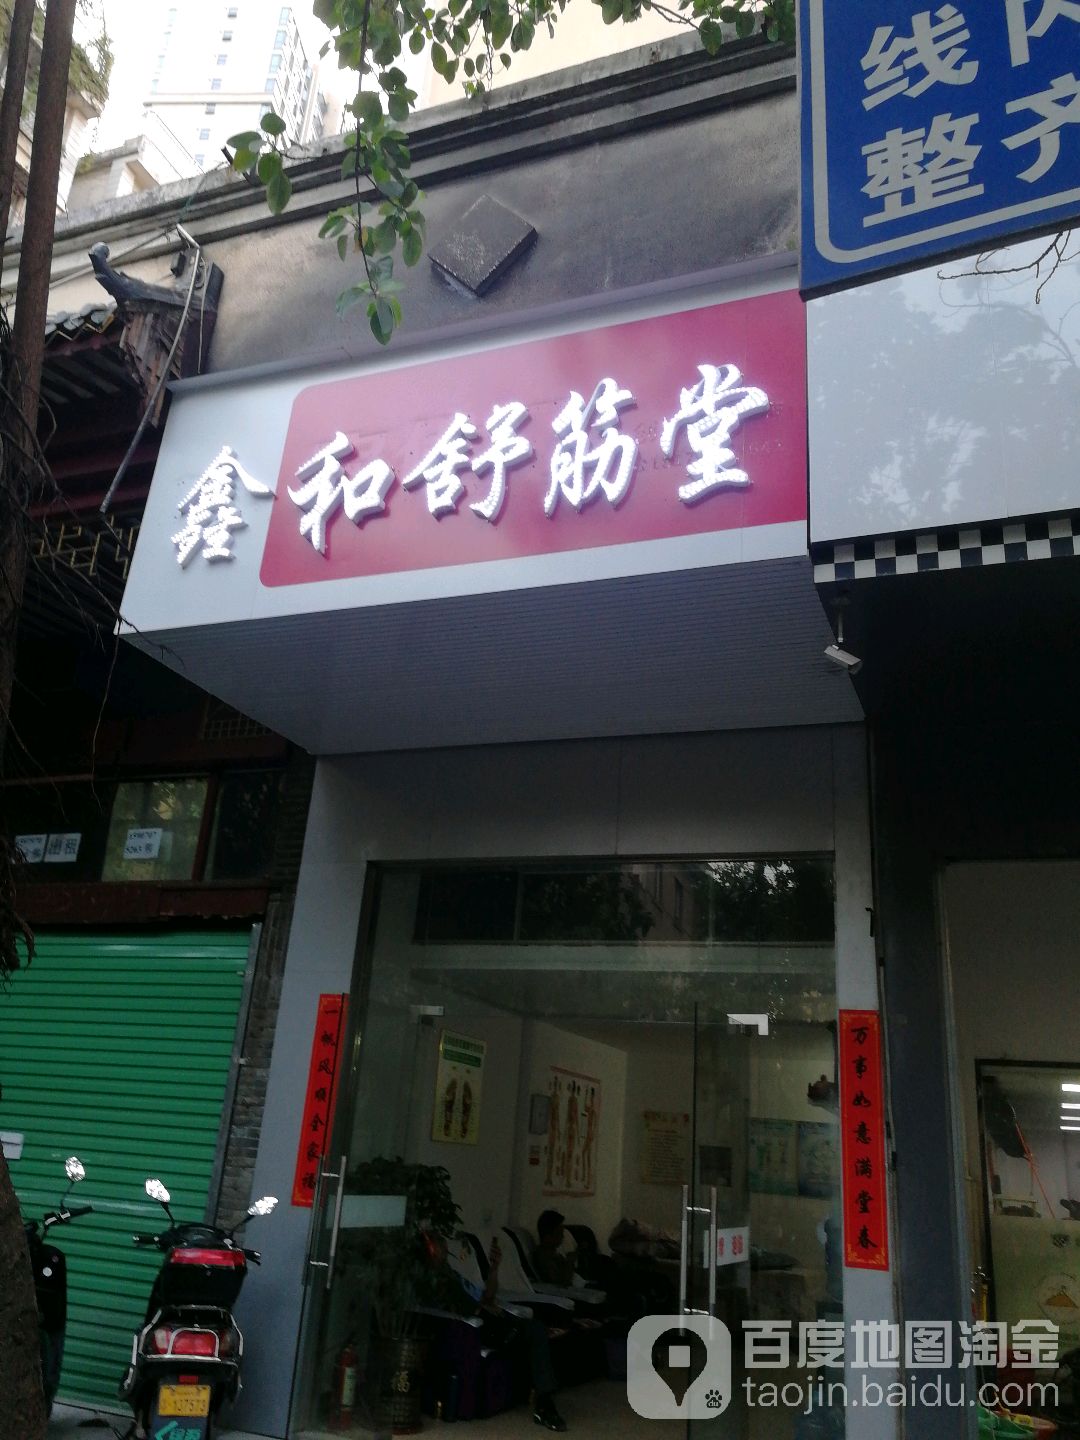 线内
整齐
鑫和舒筋堂
一帆风顺全家福
万事如意满堂春
百度地图淘金
taojin.baidu.com